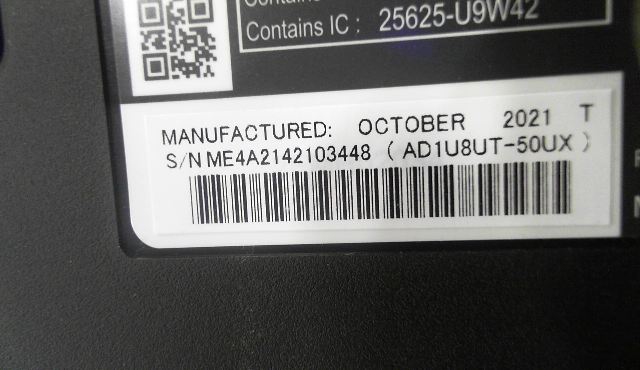 Contains IC : 25625-U9W42
MANUFACTURED: OCTOBER 2021 T
S/N ME4A2142103448 ( AD1U8UT-50UX )